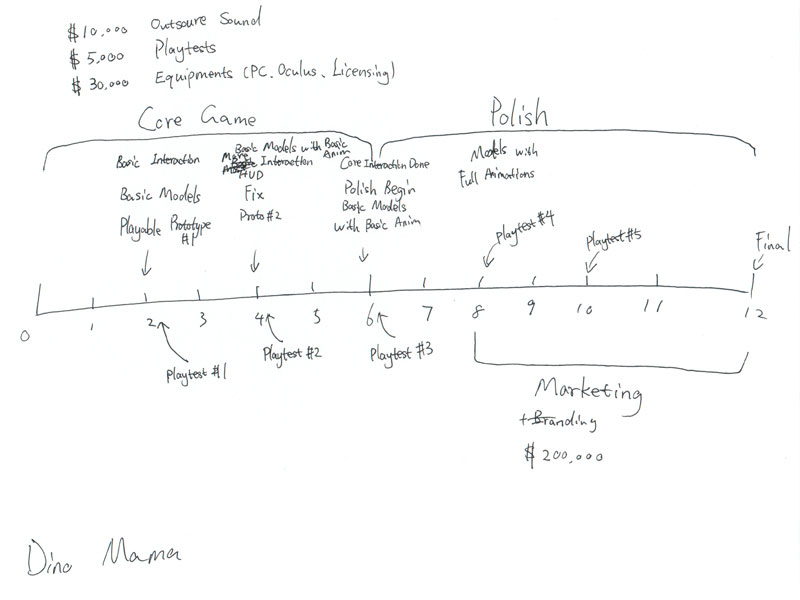 $10,000 Outsoure Sound
$5,000 Playtests
$30,000 Equipments (PC, Oculus, Licensing)
Core Game
Polish
Basic Interaction
Basic Models
Playable Prototype
#1
Basic Models with Basic
Anim
More Interaction
HUD
Fix
Proto #2
Core Interaction Done
Polish Begin
Basic Models
with Basic Anim
Models with
Full Animations
Playtest #4
Playtest #5
Final
0 1 2 3 4 5 6 7 8 9 10 11 12
Playtest #1
Playtest #2
Playtest #3
Marketing
+ Branding
$200,000
Dino Mama